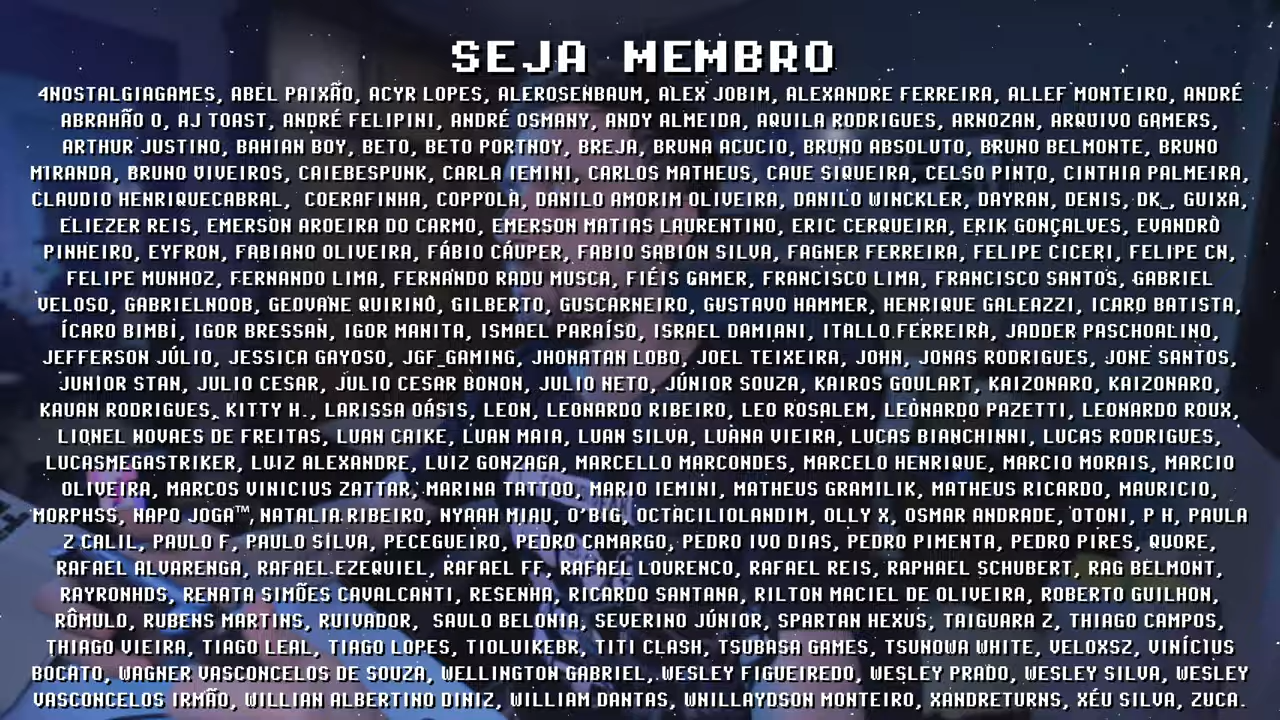 SEJA MEMBRO
4NOSTALGIAGAMES, ABEL PAIXÃO, ACYR LOPES, ALEROSENBAUM, ALEX JOBIM, ALEXANDRE FERREIRA, ALLEF MONTEIRO, ANDRÉ
ABRAHÃO O, AJ TOAST, ANDRÉ FELIPINI, ANDRÉ OSMANY, ANDY ALMEIDA, AQUILA RODRIGUES, ARNOZAN, ARQUIVO GAMERS,
ARTHUR JUSTINO, BAHIAN BOY, BETO, BETO PORTNOY, BREJA, BRUNA ACUCIO, BRUNO ABSOLUTO, BRUNO BELMONTE, BRUNO
MIRANDA, BRUNO VIVEIROS, CAIEBESPUNK, CARLA IEMINI, CARLOS MATHEUS, CAUE SIQUEIRA, CELSO PINTO, CINTHIA PALMEIRA,
CLAUDIO HENRIQUECABRAL, COERAFINHA, COPPOLA, DANILO AMORIM OLIVEIRA, DANILO WINCKLER, DAYRAN, DENIS, DK_, GUIXA,
ELIEZER REIS, EMERSON AROEIRA DO CARMO, EMERSON MATIAS LAURENTINO, ERIC CERQUEIRA, ERIK GONÇALVES, EVANDRO
PINHEIRO, EYFRON, FABIANO OLIVEIRA, FÁBIO CÁUPER, FABIO SABION SILVA, FAGNER FERREIRA, FELIPE CICERI, FELIPE CN,
FELIPE MUNHOZ, FERNANDO LIMA, FERNANDO RADU MUSCA, FIÉIS GAMER, FRANCISCO LIMA, FRANCISCO SANTOS, GABRIEL
VELOSO, GABRIELNOOB, GEOVANE QUIRINO, GILBERTO, GUSCARNEIRO, GUSTAVO HAMMER, HENRIQUE GALEAZZI, ICARO BATISTA,
ÍCARO BIMBI, IGOR BRESSAN, IGOR MANITA, ISMAEL PARAÍSO, ISRAEL DAMIANI, ITALLO FERREIRA, JADDER PASCHOALINO,
JEFFERSON JÚLIO, JESSICA GAYOSO, JGF_GAMING, JHONATAN LOBO, JOEL TEIXEIRA, JOHN, JONAS RODRIGUES, JONE SANTOS,
JUNIOR STAN, JULIO CESAR, JULIO CESAR BONON, JULIO NETO, JÚNIOR SOUZA, KAIROS GOULART, KAIZONARO, KAIZONARO,
KAUAN RODRIGUES, KITTY H., LARISSA OÁSIS, LEON, LEONARDO RIBEIRO, LEO ROSALEM, LEONARDO PAZETTI, LEONARDO ROUX,
LIONEL NOVAES DE FREITAS, LUAN CAIKE, LUAN MAIA, LUAN SILVA, LUANA VIEIRA, LUCAS BIANCHINNI, LUCAS RODRIGUES,
LUCASMEGASTRIKER, LUIZ ALEXANDRE, LUIZ GONZAGA, MARCELLO MARCONDES, MARCELO HENRIQUE, MARCIO MORAIS, MARCIO
OLIVEIRA, MARCOS VINICIUS ZATTAR, MARINA TATTOO, MARIO IEMINI, MATHEUS GRAMILIK, MATHEUS RICARDO, MAURICIO,
MORPHSS, NAPO JOGA™, NATALIA RIBEIRO, NYAAH MIAU, O'BIG, OCTACILIOLANDIM, OLLY X, OSMAR ANDRADE, OTONI, P H, PAULA
Z CALIL, PAULO F, PAULO SILVA, PECEGUEIRO, PEDRO CAMARGO, PEDRO IVO DIAS, PEDRO PIMENTA, PEDRO PIRES, QUORE,
RAFAEL ALVARENGA, RAFAEL EZEQUIEL, RAFAEL FF, RAFAEL LOURENCO, RAFAEL REIS, RAPHAEL SCHUBERT, RAG BELMONT,
RAYRONHDS, RENATA SIMÕES CAVALCANTI, RESENHA, RICARDO SANTANA, RILTON MACIEL DE OLIVEIRA, ROBERTO GUILHON,
RÔMULO, RUBENS MARTINS, RUIVADOR, SAULO BELONIA, SEVERINO JÚNIOR, SPARTAN HEXUS, TAIGUARA Z, THIAGO CAMPOS,
THIAGO VIEIRA, TIAGO LEAL, TIAGO LOPES, TIOLUIKEBR, TITI CLASH, TSUBASA GAMES, TSUNOWA WHITE, VELOXSZ, VINÍCIUS
BOCATO, WAGNER VASCONCELOS DE SOUZA, WELLINGTON GABRIEL, WESLEY FIGUEIREDO, WESLEY PRADO, WESLEY SILVA, WESLEY
VASCONCELOS IRMÃO, WILLIAN ALBERTINO DINIZ, WILLIAM DANTAS, WNILLAYDSON MONTEIRO, XANDRETURNS, XÉU SILVA, ZUCA.